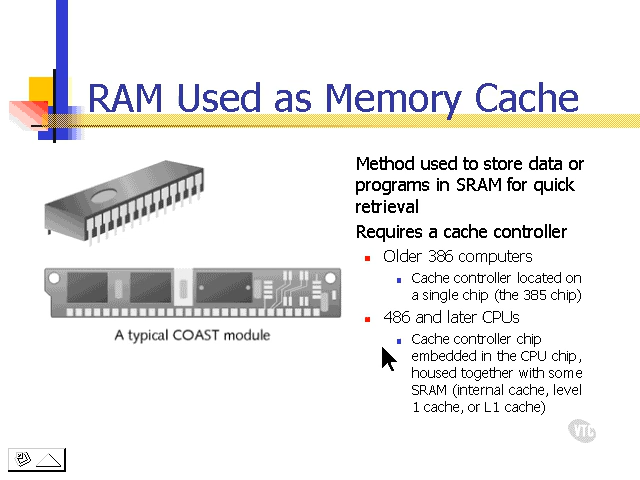 RAM Used as Memory Cache
Method used to store data or
programs in SRAM for quick
retrieval
Requires a cache controller
Older 386 computers
Cache controller located on
a single chip (the 385 chip)
486 and later CPUs
Cache controller chip
embedded in the CPU chip,
housed together with some
SRAM (internal cache, level
1 cache, or L1 cache)
A typical COAST module
VTC